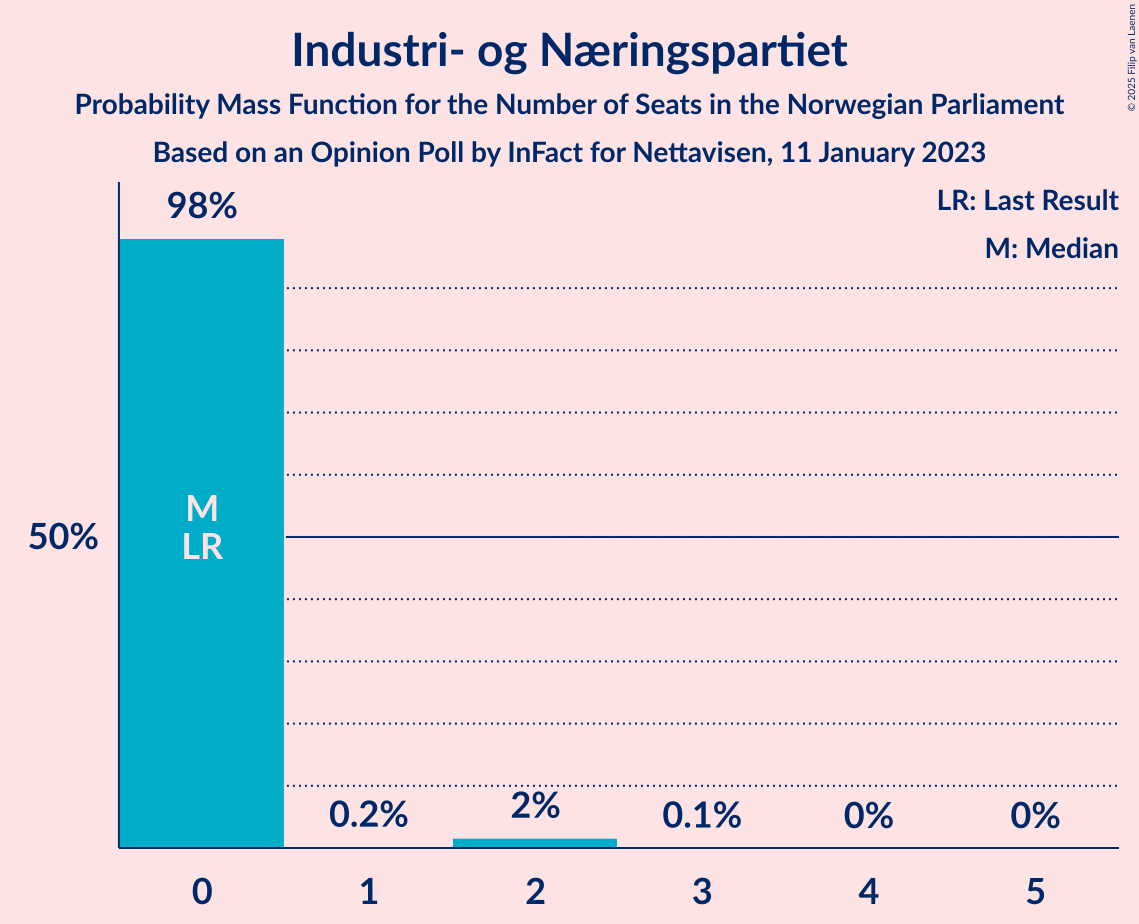 Industri- og Næringspartiet
Probability Mass Function for the Number of Seats in the Norwegian Parliament
Based on an Opinion Poll by InFact for Nettavisen, 11 January 2023
© 2025 Filip van Laenen
LR: Last Result
M: Median
98%
M
LR
50%
0.2%
2%
0.1%
0%
0%
0
1
2
3
4
5